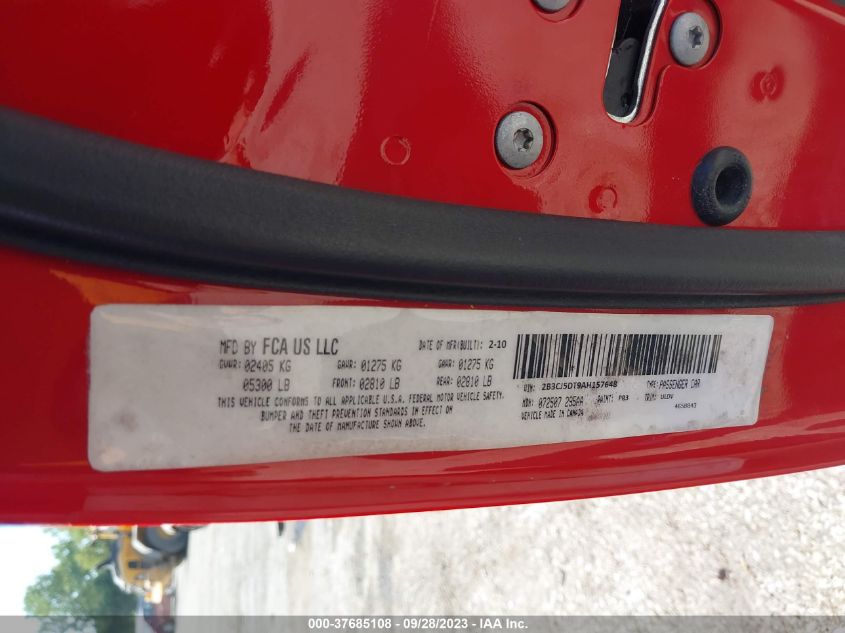 MFD BY FCA US LLC DATE OF MFR(BUILT): 2-10
GVWR: 02405 KG GAWR: 01275 KG GAWR: 01275 KG
05300 LB FRONT: 02810 LB REAR: 02810 LB
THIS VEHICLE CONFORMS TO ALL APPLICABLE U.S.A. FEDERAL MOTOR VEHICLE SAFETY,
BUMPER AND THEFT PREVENTION STANDARDS IN EFFECT ON
THE DATE OF MANUFACTURE SHOWN ABOVE.
VIN: 2B3CJ5DT9AH157648 TYPE: PASSENGER CAR
MDH: PAINT: PB3 TRIM:
VEHICLE MADE IN CANADA
000-37685108 - 09/28/2023 - © IAA Inc.